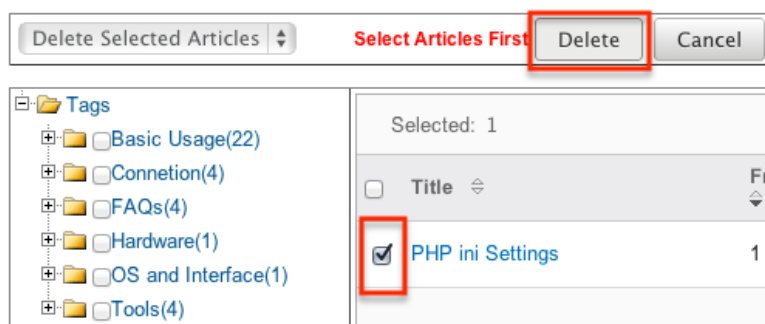 Delete Selected Articles
Select Articles First
Delete
Cancel
Tags
Basic Usage(22)
Connetion(4)
FAQs(4)
Hardware(1)
OS and Interface(1)
Tools(4)
Selected: 1
Title
PHP ini Settings
1